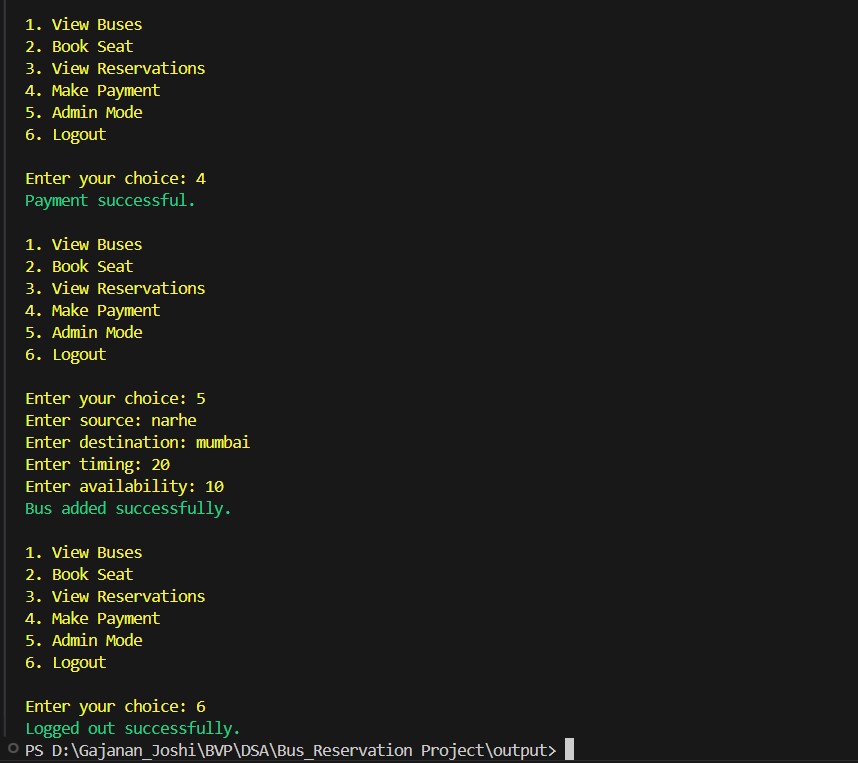 1. View Buses
2. Book Seat
3. View Reservations
4. Make Payment
5. Admin Mode
6. Logout
Enter your choice: 4
Payment successful.
1. View Buses
2. Book Seat
3. View Reservations
4. Make Payment
5. Admin Mode
6. Logout
Enter your choice: 5
Enter source: narhe
Enter destination: mumbai
Enter timing: 20
Enter availability: 10
Bus added successfully.
1. View Buses
2. Book Seat
3. View Reservations
4. Make Payment
5. Admin Mode
6. Logout
Enter your choice: 6
Logged out successfully.
PS D:\Gajanan_Joshi\BVP\DSA\Bus_Reservation Project\output>